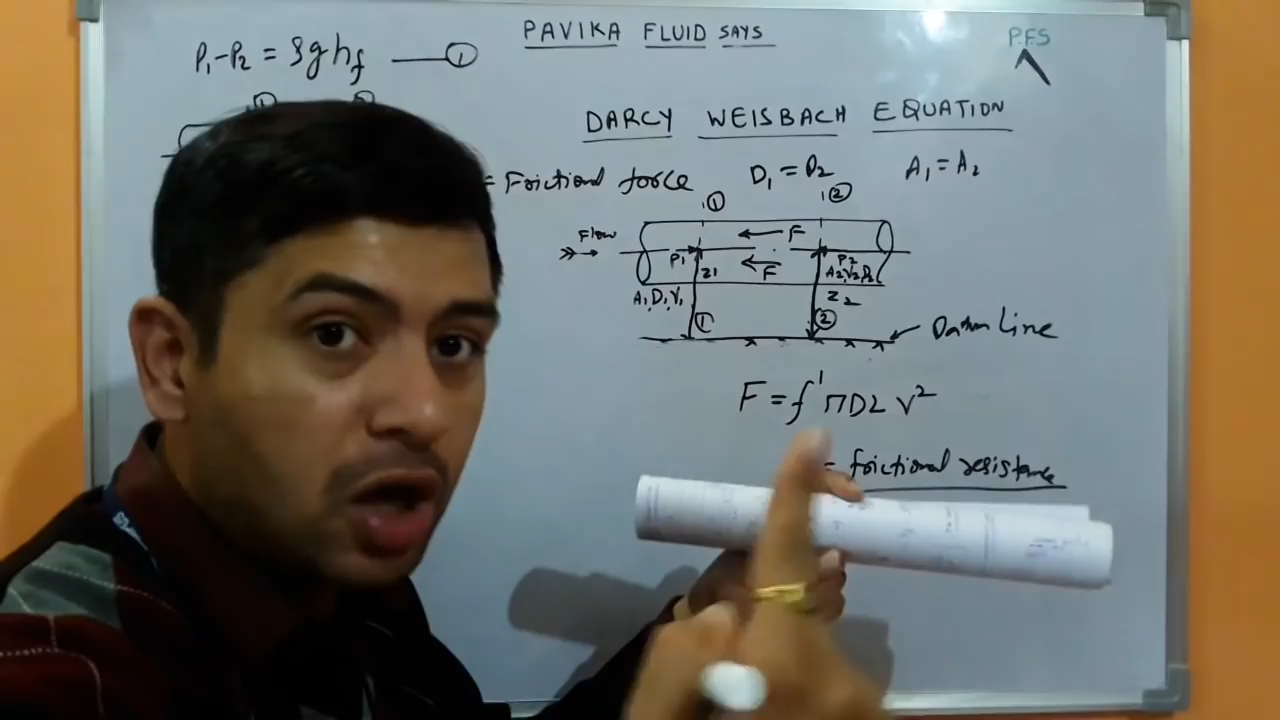 PAVIKA FLUID SAYS
P.F.S
P₁-P₂ = ρghf ——①
DARCY WEISBACH EQUATION
= Frictional force D₁ = D₂ A₁ = A₂
① ②
Flow
F
P₁ F P₂
Z₁ A₂,V₂,D₂
A₁,D₁,V₁ Z₂
① ②
Datum Line
F = f' πDL V²
= frictional resistance